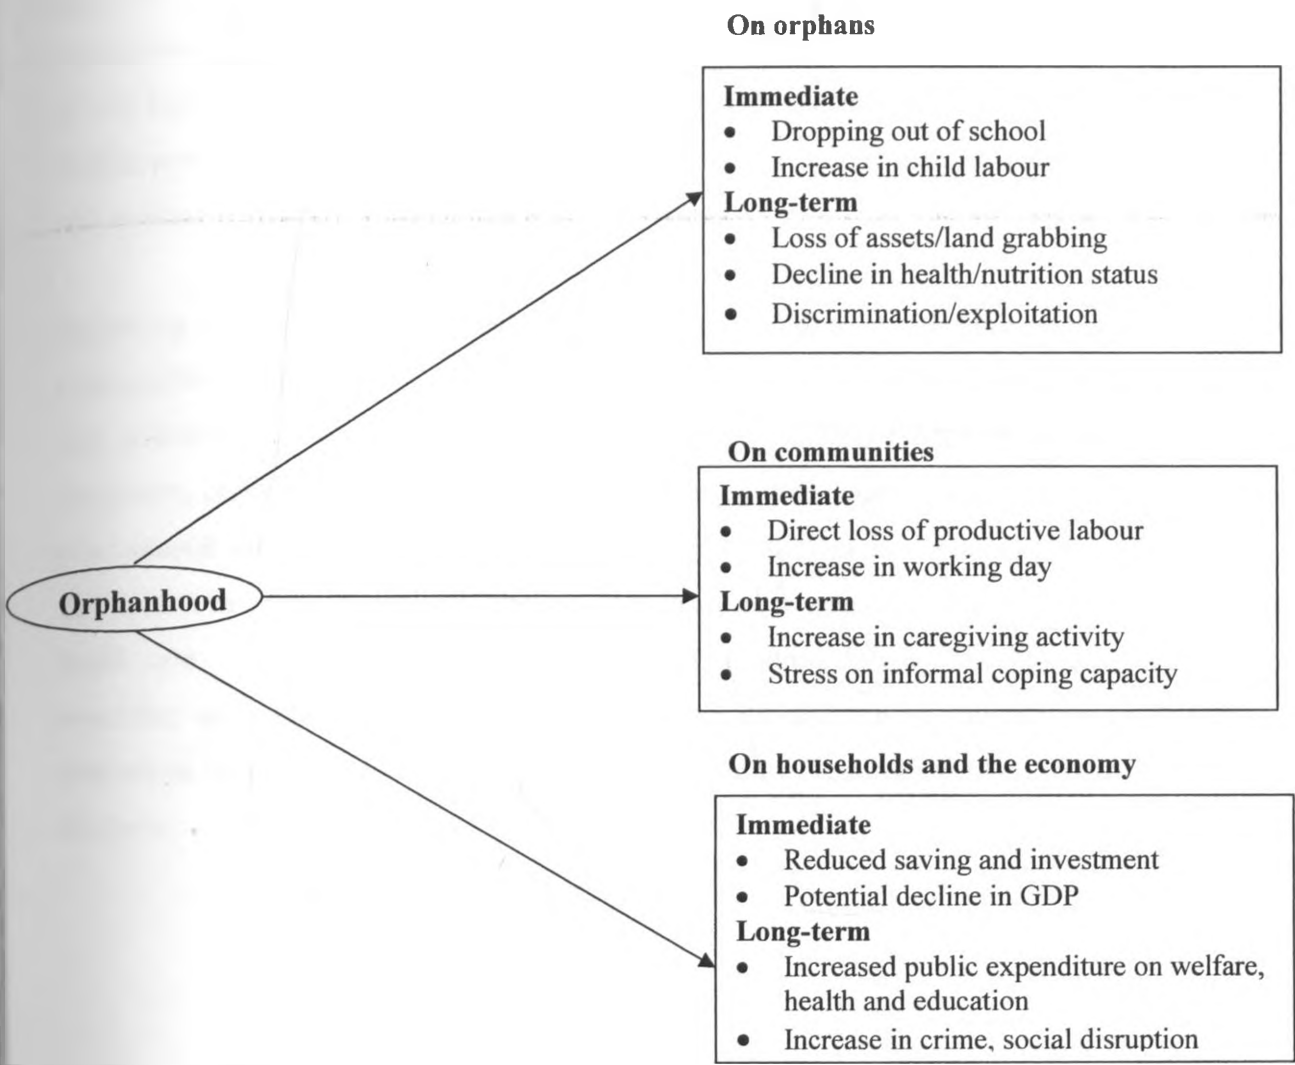 On orphans
Immediate
• Dropping out of school
• Increase in child labour
Long-term
• Loss of assets/land grabbing
• Decline in health/nutrition status
• Discrimination/exploitation
On communities
Immediate
• Direct loss of productive labour
• Increase in working day
Long-term
• Increase in caregiving activity
• Stress on informal coping capacity
Orphanhood
On households and the economy
Immediate
• Reduced saving and investment
• Potential decline in GDP
Long-term
• Increased public expenditure on welfare,
health and education
• Increase in crime, social disruption